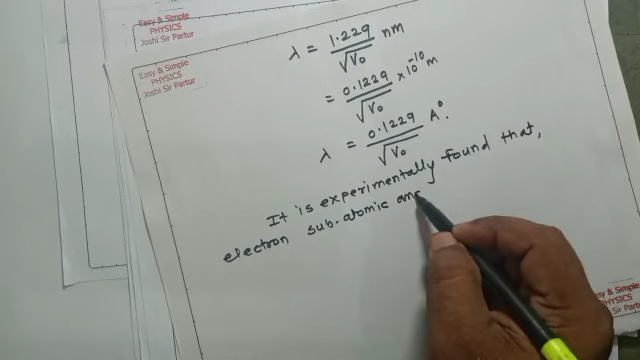 Easy & Simple
PHYSICS
Joshi Sir Partur
Easy & Simple
PHYSICS
Joshi Sir Partur
λ = 1.229/√V₀ nm
= 0.1229/√V₀ × 10⁻¹⁰ m
λ = 0.1229/√V₀ A°.
It is experimentally found that,
electron sub-atomic
& Simple
PHYSICS
Sir Partur